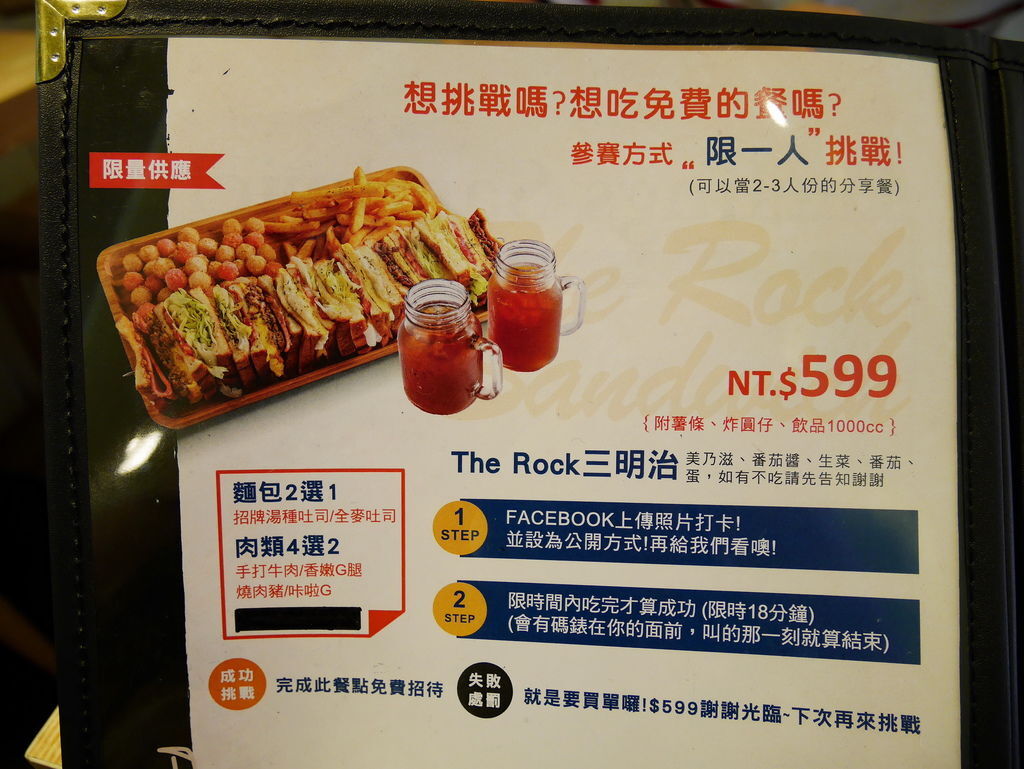 想挑戰嗎?想吃免費的餐嗎?
參賽方式 “限一人”挑戰!
(可以當2-3人份的分享餐)
限量供應
The Rock
Sandwich
NT.$599
{ 附薯條、炸圓仔、飲品1000cc }
The Rock三明治 美乃滋、番茄醬、生菜、番茄、
蛋，如有不吃請先告知謝謝
麵包2選1
招牌湯種吐司/全麥吐司
肉類4選2
手打牛肉/香嫩G腿
燒肉豬/咔啦G
1
STEP
FACEBOOK上傳照片打卡!
並設為公開方式!再給我們看噢!
2
STEP
限時間內吃完才算成功 (限時18分鐘)
(會有碼錶在你的面前，叫的那一刻就算結束)
成功
挑戰
完成此餐點免費招待
失敗
處罰
就是要買單囉!$599謝謝光臨~下次再來挑戰